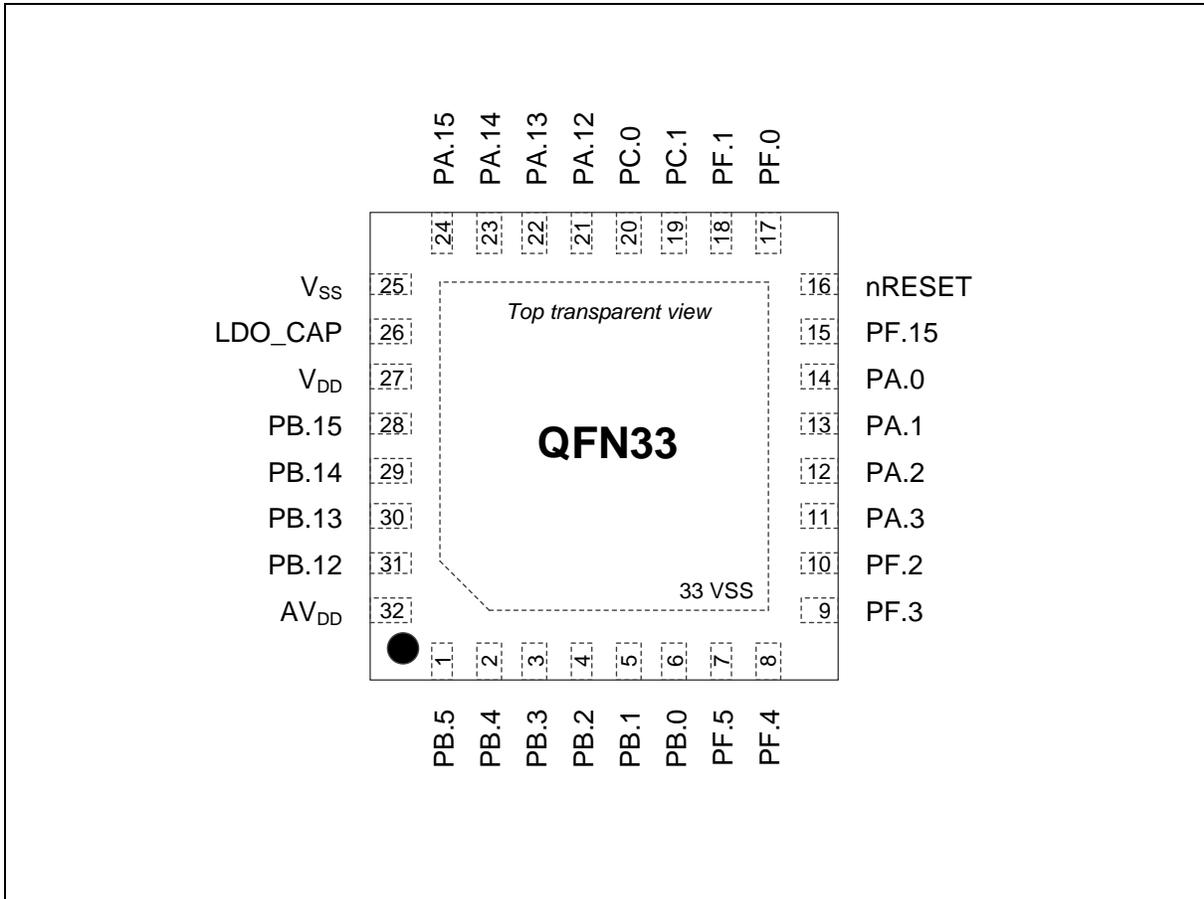 PA.15
PA.14
PA.13
PA.12
PC.0
PC.1
PF.1
PF.0
24
23
22
21
20
19
18
17
V_SS
25
LDO_CAP
26
V_DD
27
PB.15
28
PB.14
29
PB.13
30
PB.12
31
AV_DD
32
Top transparent view
QFN33
33 VSS
16
nRESET
15
PF.15
14
PA.0
13
PA.1
12
PA.2
11
PA.3
10
PF.2
9
PF.3
1
2
3
4
5
6
7
8
PB.5
PB.4
PB.3
PB.2
PB.1
PB.0
PF.5
PF.4